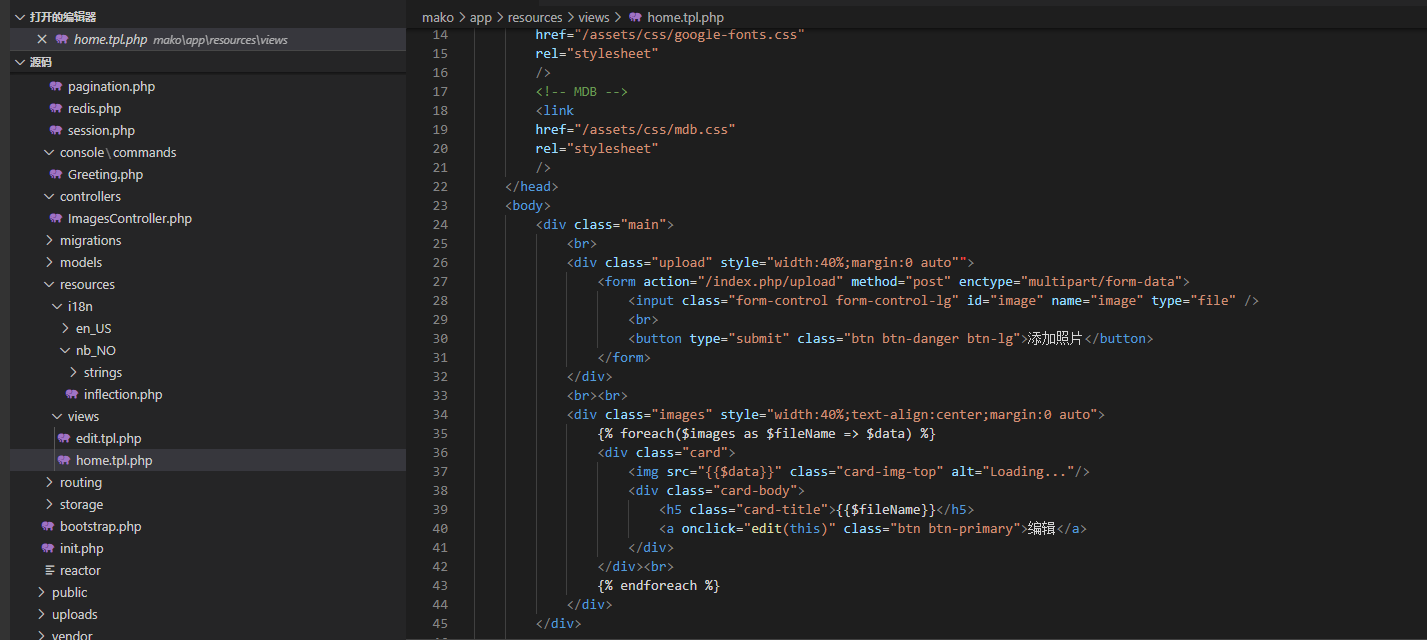 打开的编辑器
home.tpl.php mako\app\resources\views
源码
pagination.php
redis.php
session.php
console\commands
Greeting.php
controllers
ImagesController.php
migrations
models
resources
i18n
en_US
nb_NO
strings
inflection.php
views
edit.tpl.php
home.tpl.php
routing
storage
bootstrap.php
init.php
reactor
public
uploads
vendor
mako > app > resources > views > home.tpl.php
14 href="/assets/css/google-fonts.css"
15 rel="stylesheet"
16 />
17 <!-- MDB -->
18 <link
19 href="/assets/css/mdb.css"
20 rel="stylesheet"
21 />
22 </head>
23 <body>
24 <div class="main">
25 <br>
26 <div class="upload" style="width:40%;margin:0 auto"">
27 <form action="/index.php/upload" method="post" enctype="multipart/form-data">
28 <input class="form-control form-control-lg" id="image" name="image" type="file" />
29 <br>
30 <button type="submit" class="btn btn-danger btn-lg">添加照片</button>
31 </form>
32 </div>
33 <br><br>
34 <div class="images" style="width:40%;text-align:center;margin:0 auto">
35 {% foreach($images as $fileName => $data) %}
36 <div class="card">
37 <img src="{{$data}}" class="card-img-top" alt="Loading..."/>
38 <div class="card-body">
39 <h5 class="card-title">{{$fileName}}</h5>
40 <a onclick="edit(this)" class="btn btn-primary">编辑</a>
41 </div>
42 </div><br>
43 {% endforeach %}
44 </div>
45 </div>